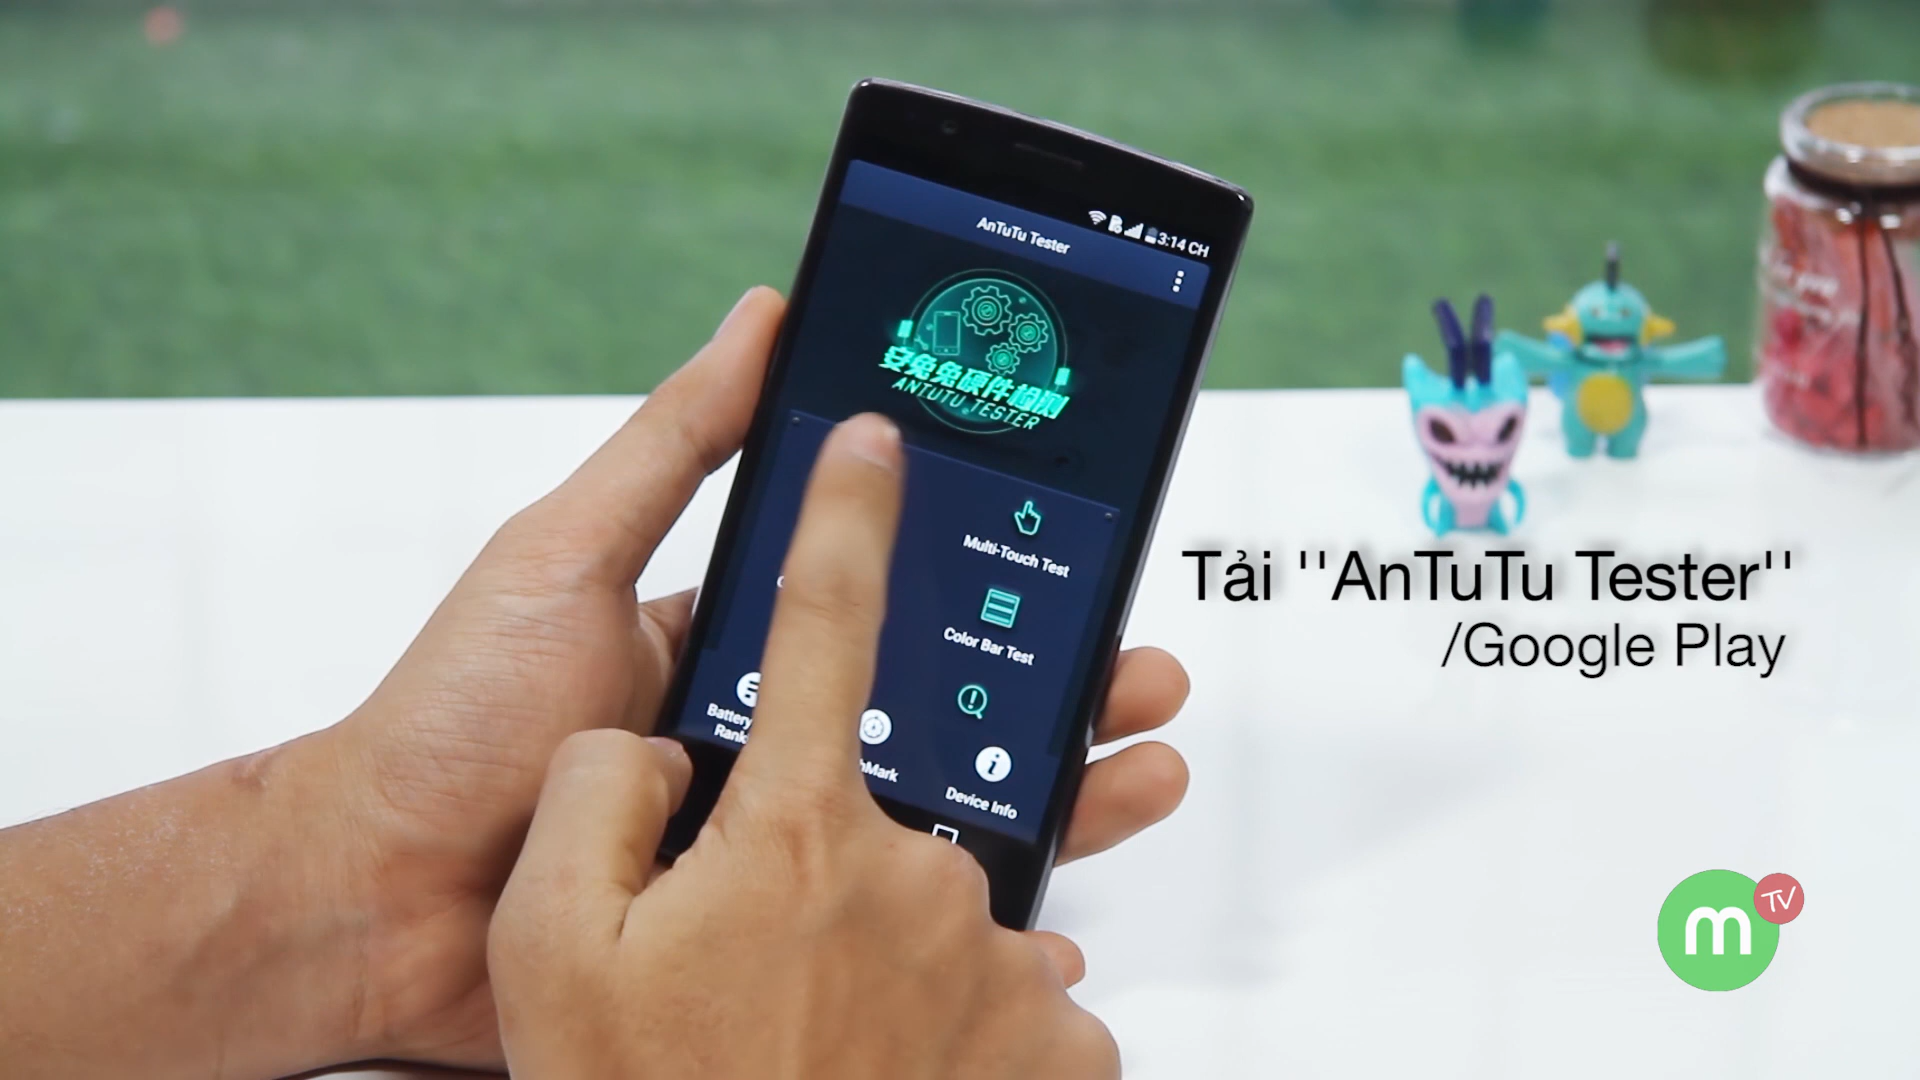 3:14 CH
AnTuTu Tester
安兔兔硬件检测
ANTUTU TESTER
Multi-Touch Test
Color Bar Test
Battery
Device Info
Tải ''AnTuTu Tester''
/Google Play
m TV